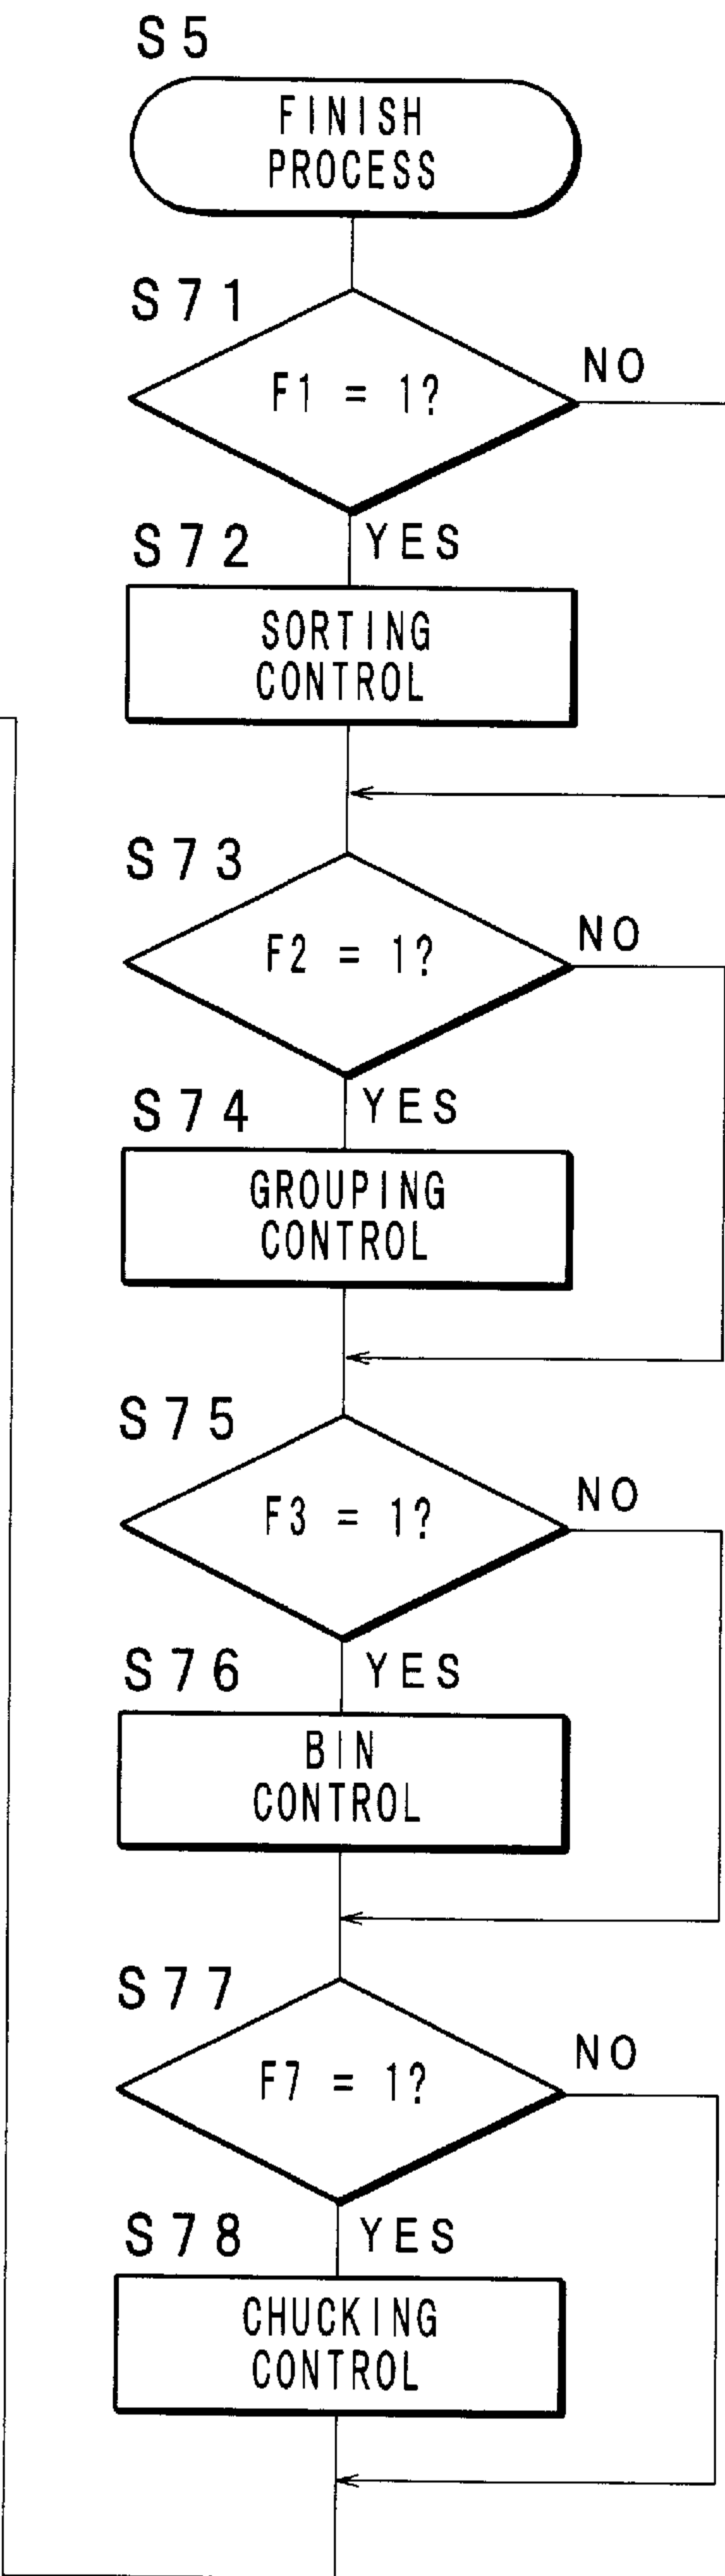 S5
FINISH
PROCESS
S71
F1 = 1?
NO
YES
S72
SORTING
CONTROL
S73
F2 = 1?
NO
YES
S74
GROUPING
CONTROL
S75
F3 = 1?
NO
YES
S76
BIN
CONTROL
S77
F7 = 1?
NO
YES
S78
CHUCKING
CONTROL